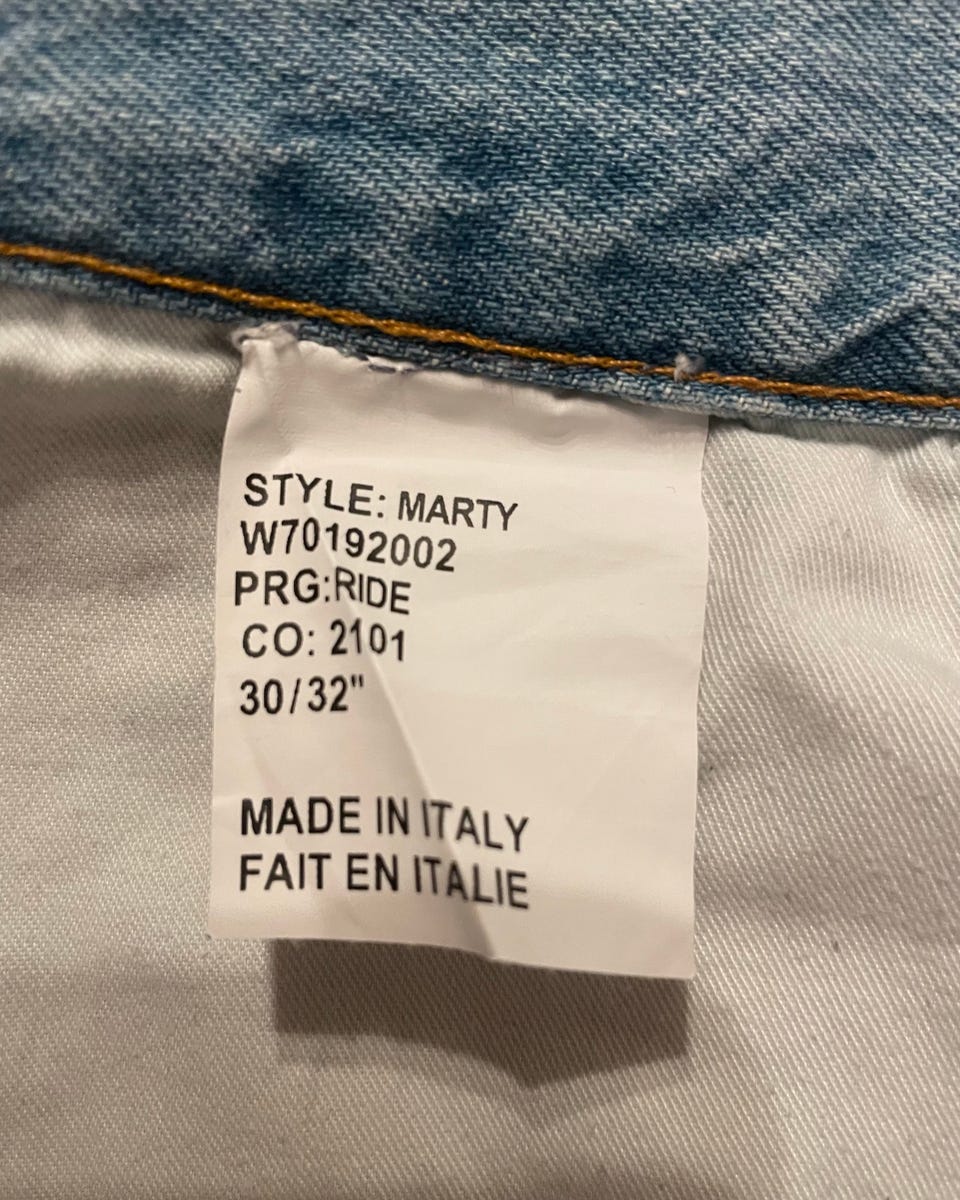 STYLE: MARTY
W70192002
PRG:RIDE
CO: 2101
30/32"
MADE IN ITALY
FAIT EN ITALIE